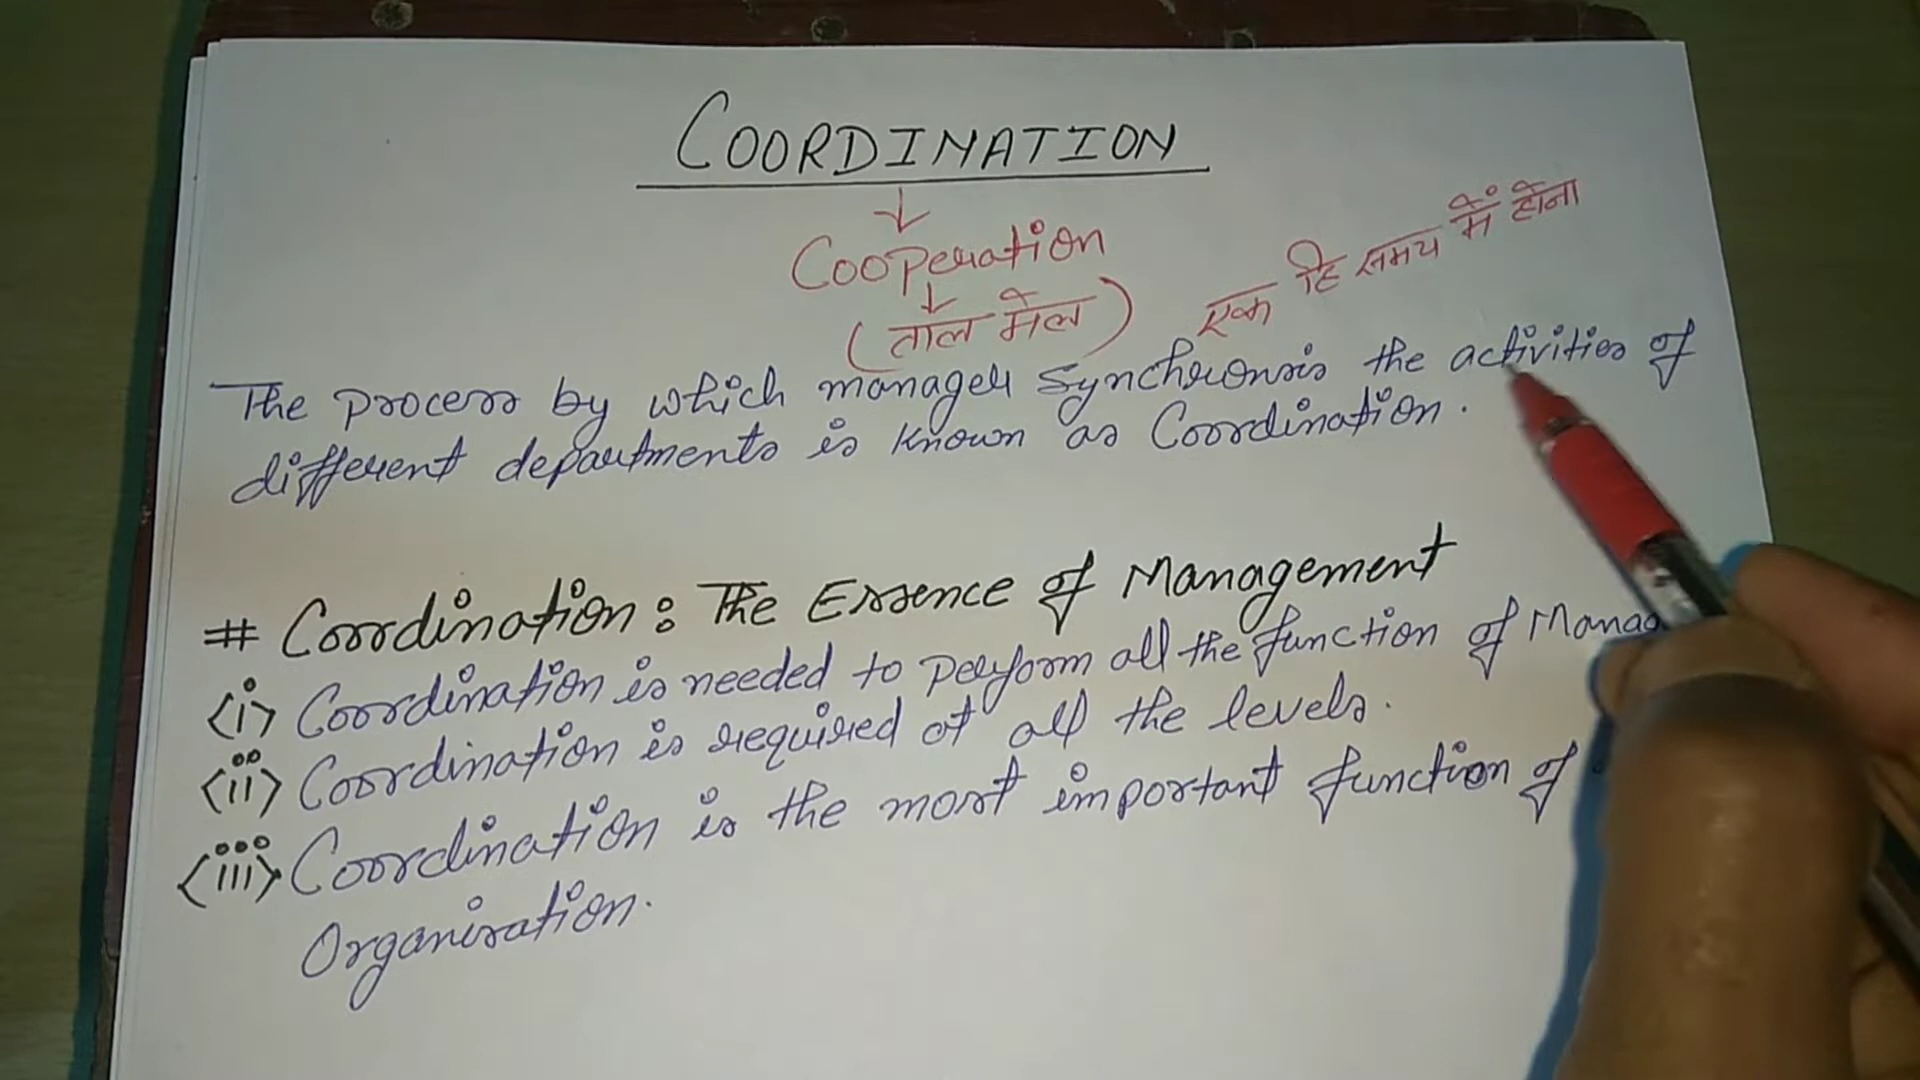 COORDINATION
Cooperation
(ताल मेल)
एक हि समय में होना
The process by which manager synchronsis the activities of
different departments is known as Coordination.
# Coordination: The Essence of Management
(i) Coordination is needed to perform all the function of
(ii) Coordination is required at all the levels.
(iii) Coordination is the most important function of
Organisation.